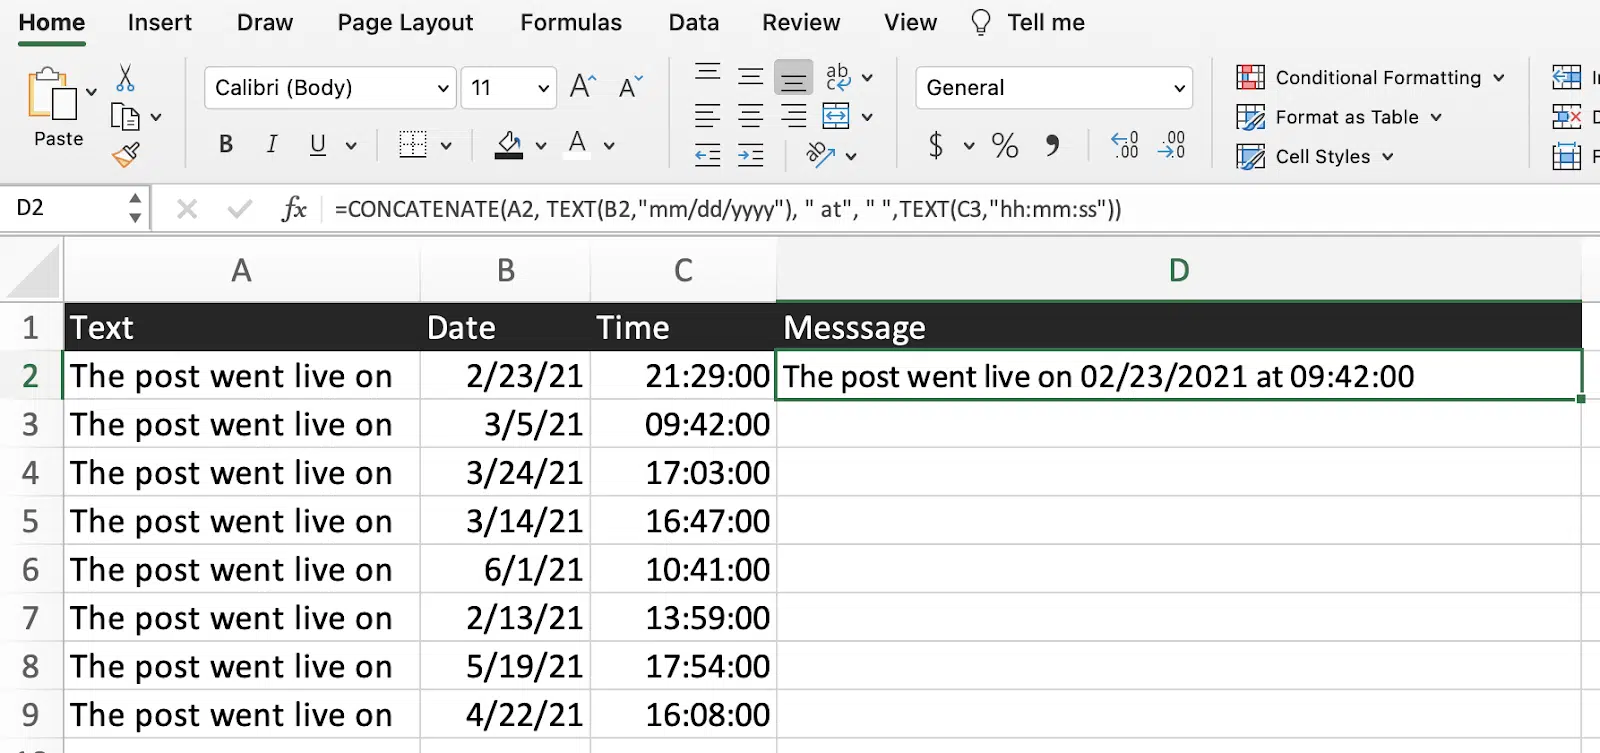 Home Insert Draw Page Layout Formulas Data Review View Tell me
Paste
Calibri (Body) 11 A A
B I U A
ab
c
General
$ % , .0 .00 .00 .0
Conditional Formatting
Format as Table
Cell Styles
D2 fx =CONCATENATE(A2, TEXT(B2,"mm/dd/yyyy"), " at", " ",TEXT(C3,"hh:mm:ss"))
A B C D
1 Text Date Time Messsage
2 The post went live on 2/23/21 21:29:00 The post went live on 02/23/2021 at 09:42:00
3 The post went live on 3/5/21 09:42:00
4 The post went live on 3/24/21 17:03:00
5 The post went live on 3/14/21 16:47:00
6 The post went live on 6/1/21 10:41:00
7 The post went live on 2/13/21 13:59:00
8 The post went live on 5/19/21 17:54:00
9 The post went live on 4/22/21 16:08:00